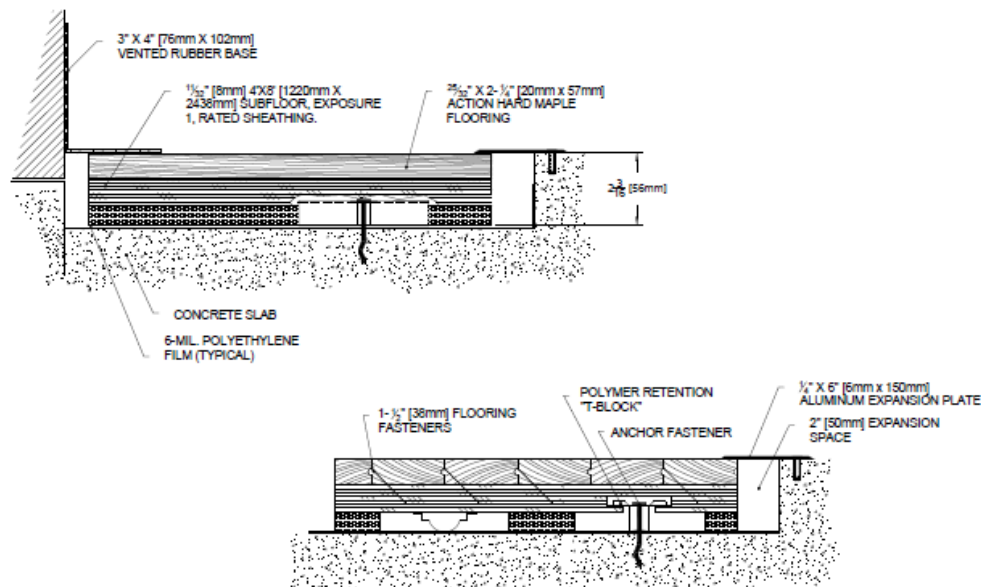 3" X 4" [76mm X 102mm]
VENTED RUBBER BASE
11/32" [8mm] 4'X8' [1220mm X
2438mm] SUBFLOOR, EXPOSURE
1, RATED SHEATHING.
25/32" X 2-1/4" [20mm x 57mm]
ACTION HARD MAPLE
FLOORING
2 3/16 [56mm]
CONCRETE SLAB
6-MIL. POLYETHYLENE
FILM (TYPICAL)
1-1/2" [38mm] FLOORING
FASTENERS
POLYMER RETENTION
"T-BLOCK"
ANCHOR FASTENER
1/4" X 6" [6mm x 150mm]
ALUMINUM EXPANSION PLATE
2" [50mm] EXPANSION
SPACE